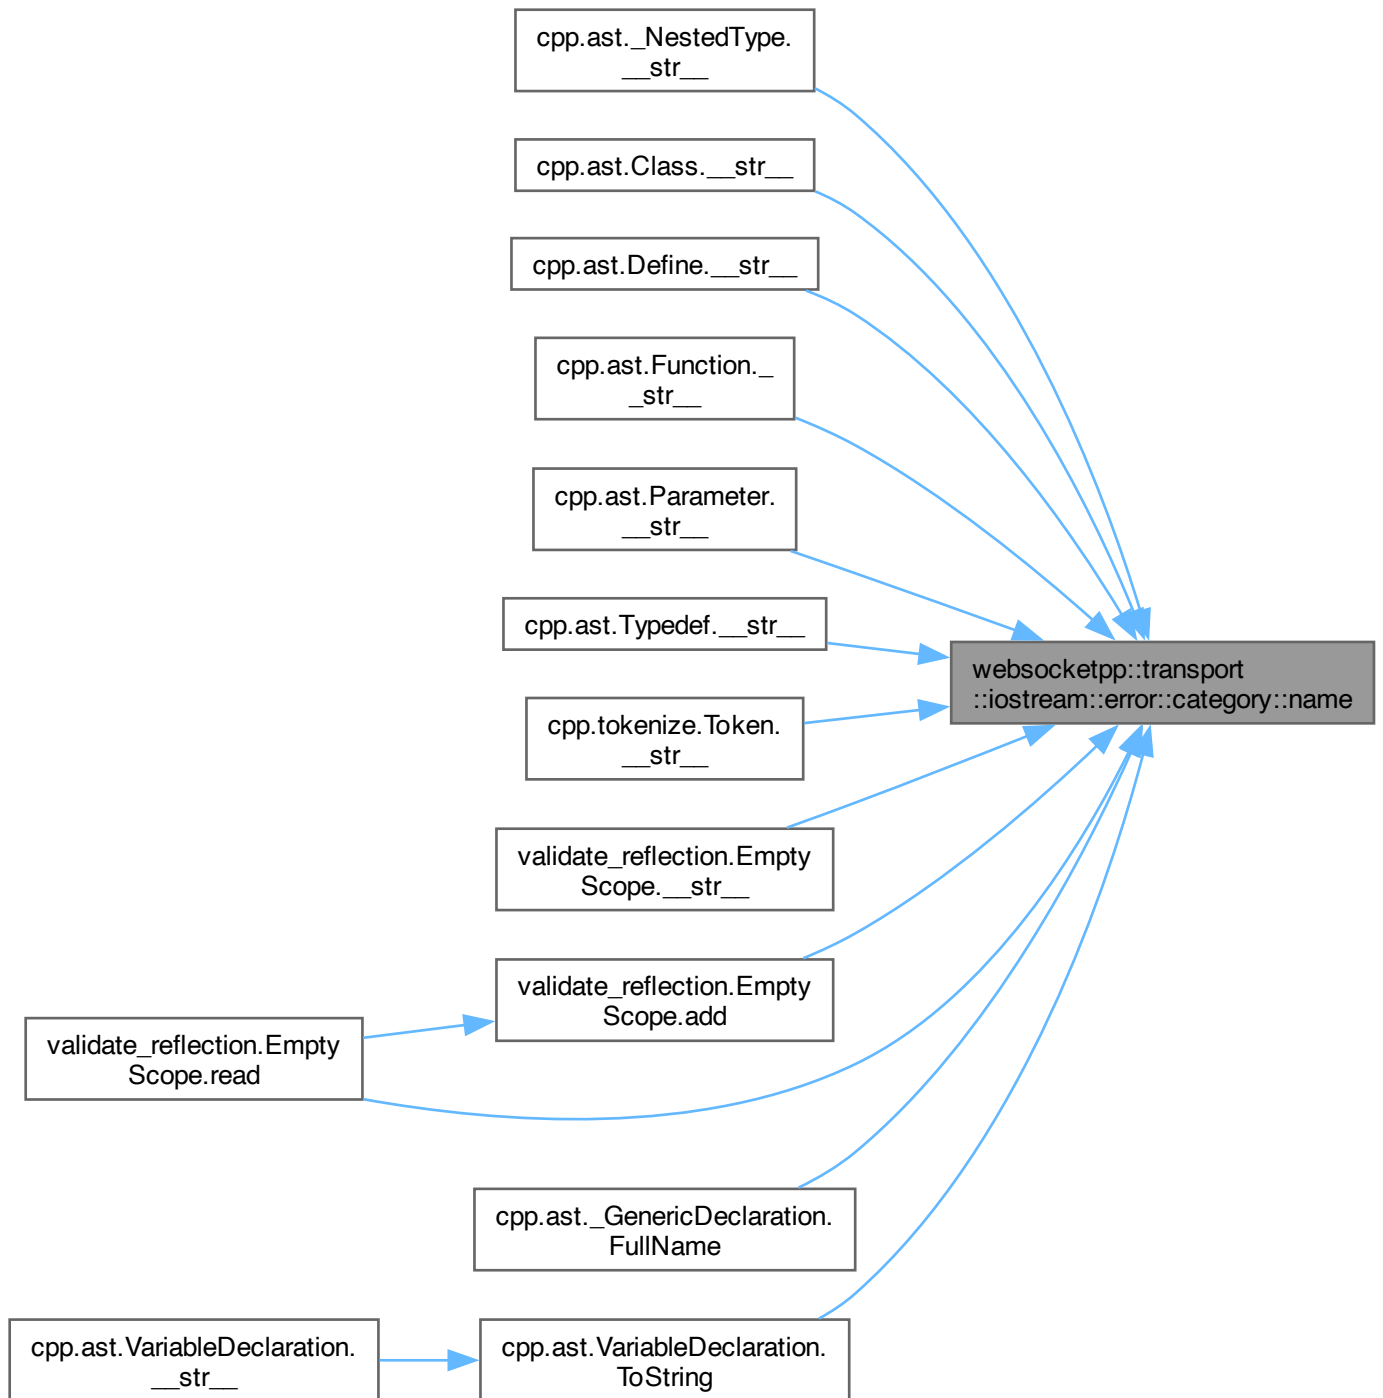 cpp.ast._NestedType.
__str__
cpp.ast.Class.__str__
cpp.ast.Define.__str__
cpp.ast.Function._
_str__
cpp.ast.Parameter.
__str__
cpp.ast.Typedef.__str__
websocketpp::transport
::iostream::error::category::name
cpp.tokenize.Token.
__str__
validate_reflection.Empty
Scope.__str__
validate_reflection.Empty
Scope.add
validate_reflection.Empty
Scope.read
cpp.ast._GenericDeclaration.
FullName
cpp.ast.VariableDeclaration.
__str__
cpp.ast.VariableDeclaration.
ToString